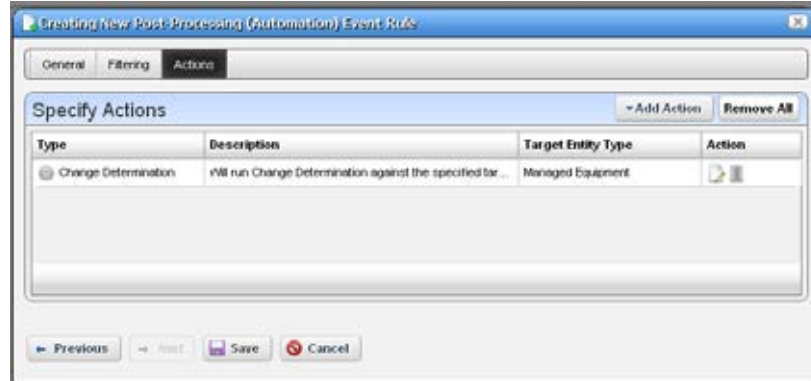 Creating New Post-Processing (Automation) Event Rule
General Filtering Actions
Specify Actions
Add Action Remove All
Type Description Target Entity Type Action
Change Determination Will run Change Determination against the specified tar... Managed Equipment
Previous Next Save Cancel